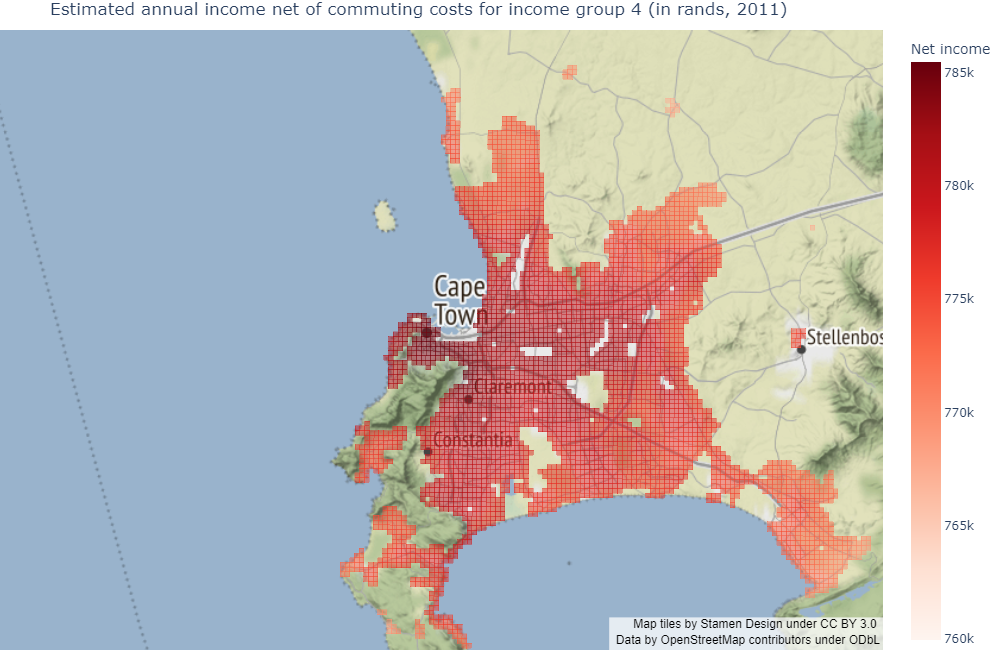 Estimated annual income net of commuting costs for income group 4 (in rands, 2011)
Net income
785k
780k
775k
770k
765k
760k
Cape
Town
Stellenbos
Claremont
Constantia
Map tiles by Stamen Design under CC BY 3.0
Data by OpenStreetMap contributors under ODbL